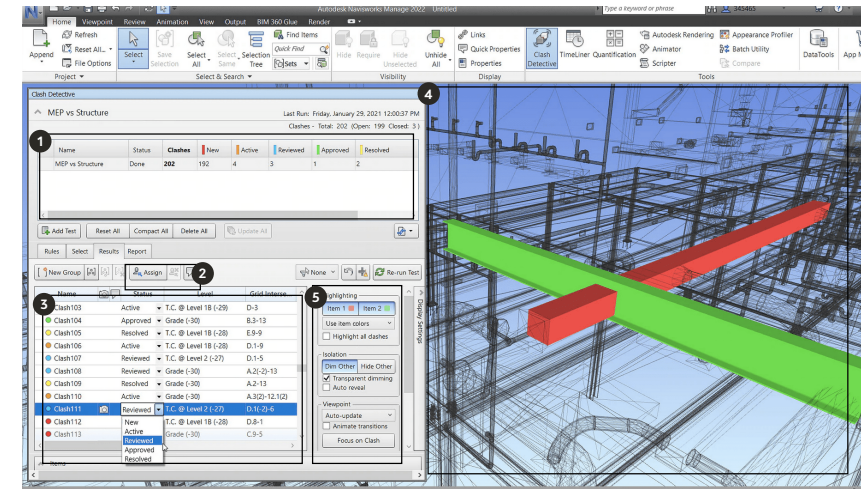 Autodesk Navisworks Manage 2022 Untitled
Type a keyword or phrase
345465
Home Viewpoint Review Animation View Output BIM 360 Glue Render
Append
Refresh
Reset All...
File Options
Select
Save Selection
Select All
Select Same
Selection Tree
Find Items
Quick Find
Sets
Hide
Require
Hide Unselected
Unhide All
Links
Quick Properties
Properties
Clash Detective
TimeLiner
Quantification
Autodesk Rendering
Animator
Scripter
Appearance Profiler
Batch Utility
Compare
DataTools
App M
Project
Select & Search
Visibility
Display
Tools
Clash Detective
4
MEP vs Structure
Last Run: Friday, January 29, 2021 12:00:37 PM
Clashes - Total: 202 (Open: 199 Closed: 3)
1
Name Status Clashes New Active Reviewed Approved Resolved
MEP vs Structure Done 202 192 4 3 1 2
Add Test Reset All Compact All Delete All Update All
Rules Select Results Report
2
New Group Assign None Re-run Test
3
Name Status Level Grid Interse
Clash103 Active T.C. @ Level 1B (-29) D-3
Clash104 Approved Grade (-30) B.3-13
Clash105 Resolved T.C. @ Level 1B (-28) E.9-9
Clash106 Active T.C. @ Level 1B (-28) D.1-9
Clash107 Reviewed T.C. @ Level 2 (-27) D.1-5
Clash108 Reviewed Grade (-30) A.2(-2)-13
Clash109 Resolved Grade (-30) A.2-13
Clash110 Active Grade (-30) A.3(2)-12.1(2)
Clash111 Reviewed T.C. @ Level 2 (-27) D.1(-2)-6
Clash112 T.C. @ Level 1B (-28) D.8-1
Clash113 Grade (-30) C.9-5
New
Active
Reviewed
Approved
Resolved
Items
5
Highlighting
Item 1 Item 2
Use item colors
Highlight all clashes
Isolation
Dim Other Hide Other
Transparent dimming
Auto reveal
Viewpoint
Auto-update
Animate transitions
Focus on Clash
Display Settings